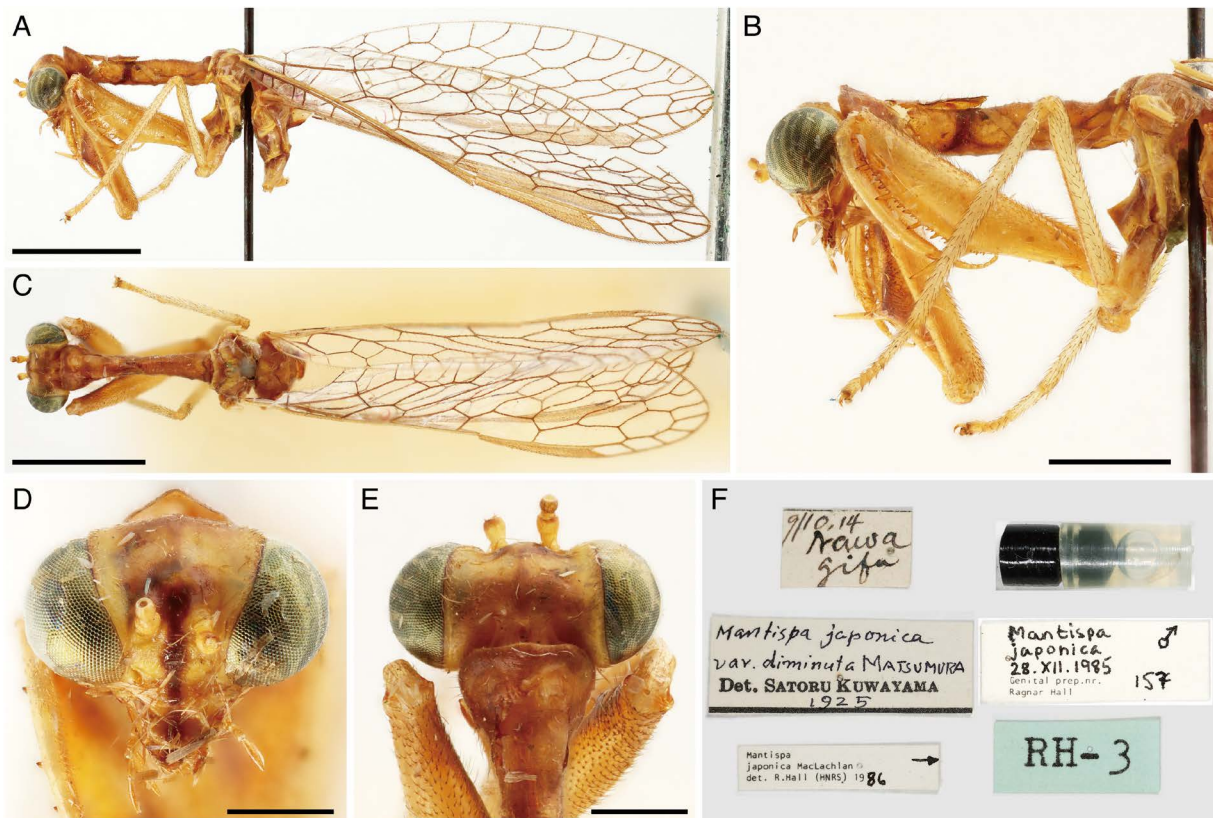 A
B
C
D
E
F
9/10.14
Nawa
gifu
Mantispa japonica
var. diminuta MATSUMURA
Det. SATORU KUWAYAMA
1925
Mantispa
japonica MacLachlan
det. R.Hall (HNRS) 1986
Mantispa ♂
japonica
28.XII.1985
Genital prep.nr. 157
Ragnar Hall
RH-3